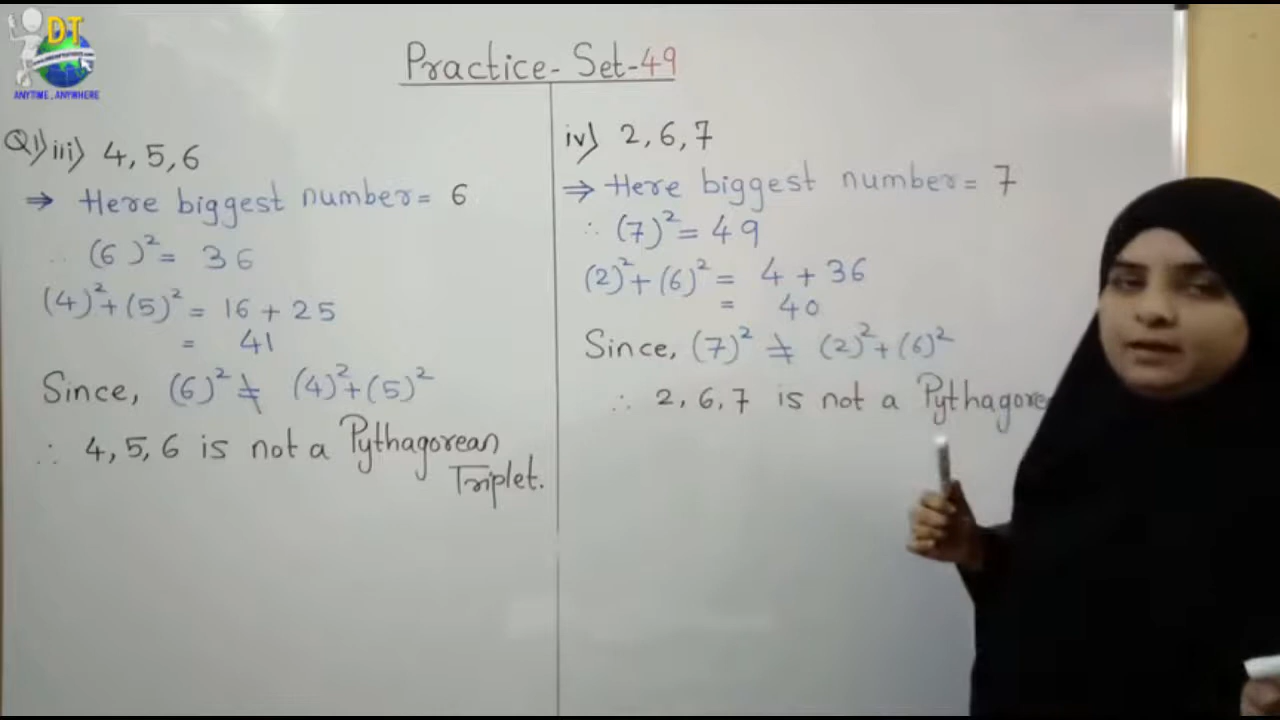 DT
ANYTIME, ANYWHERE
Practice-Set-49
Q1) iii) 4, 5, 6
⇒ Here biggest number = 6
∴ (6)² = 36
(4)² + (5)² = 16 + 25
= 41
Since, (6)² ≠ (4)² + (5)²
∴ 4, 5, 6 is not a Pythagorean
Triplet.
iv) 2, 6, 7
⇒ Here biggest number = 7
∴ (7)² = 49
(2)² + (6)² = 4 + 36
= 40
Since, (7)² ≠ (2)² + (6)²
∴ 2, 6, 7 is not a Pythagore